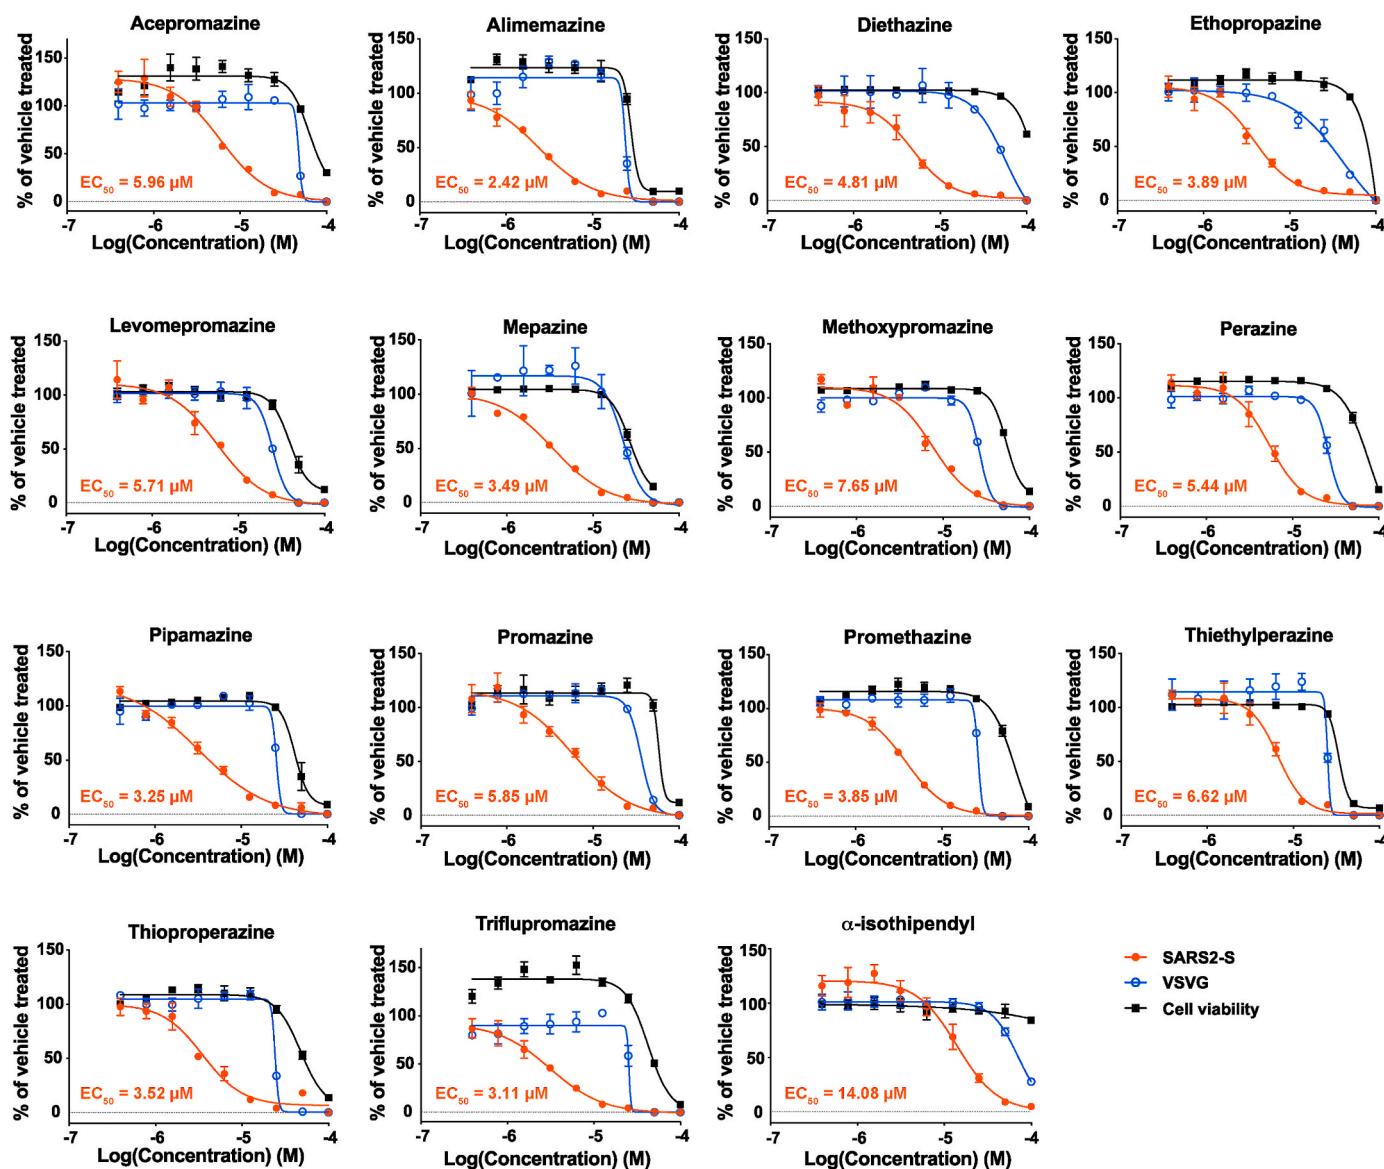 Acepromazine
% of vehicle treated
150
100
50
0
EC50 = 5.96 µM
-7 -6 -5 -4
Log(Concentration) (M)
Alimemazine
% of vehicle treated
150
100
50
0
EC50 = 2.42 µM
-7 -6 -5 -4
Log(Concentration) (M)
Diethazine
% of vehicle treated
150
100
50
0
EC50 = 4.81 µM
-7 -6 -5 -4
Log(Concentration) (M)
Ethopropazine
% of vehicle treated
150
100
50
0
EC50 = 3.89 µM
-7 -6 -5 -4
Log(Concentration) (M)
Levomepromazine
% of vehicle treated
150
100
50
0
EC50 = 5.71 µM
-7 -6 -5 -4
Log(Concentration) (M)
Mepazine
% of vehicle treated
150
100
50
0
EC50 = 3.49 µM
-7 -6 -5 -4
Log(Concentration) (M)
Methoxypromazine
% of vehicle treated
150
100
50
0
EC50 = 7.65 µM
-7 -6 -5 -4
Log(Concentration) (M)
Perazine
% of vehicle treated
150
100
50
0
EC50 = 5.44 µM
-7 -6 -5 -4
Log(Concentration) (M)
Pipamazine
% of vehicle treated
150
100
50
0
EC50 = 3.25 µM
-7 -6 -5 -4
Log(Concentration) (M)
Promazine
% of vehicle treated
150
100
50
0
EC50 = 5.85 µM
-7 -6 -5 -4
Log(Concentration) (M)
Promethazine
% of vehicle treated
150
100
50
0
EC50 = 3.85 µM
-7 -6 -5 -4
Log(Concentration) (M)
Thiethylperazine
% of vehicle treated
150
100
50
0
EC50 = 6.62 µM
-7 -6 -5 -4
Log(Concentration) (M)
Thioproperazine
% of vehicle treated
150
100
50
0
EC50 = 3.52 µM
-7 -6 -5 -4
Log(Concentration) (M)
Triflupromazine
% of vehicle treated
150
100
50
0
EC50 = 3.11 µM
-7 -6 -5 -4
Log(Concentration) (M)
α-isothipendyl
% of vehicle treated
150
100
50
0
EC50 = 14.08 µM
-7 -6 -5 -4
Log(Concentration) (M)
SARS2-S
VSVG
Cell viability